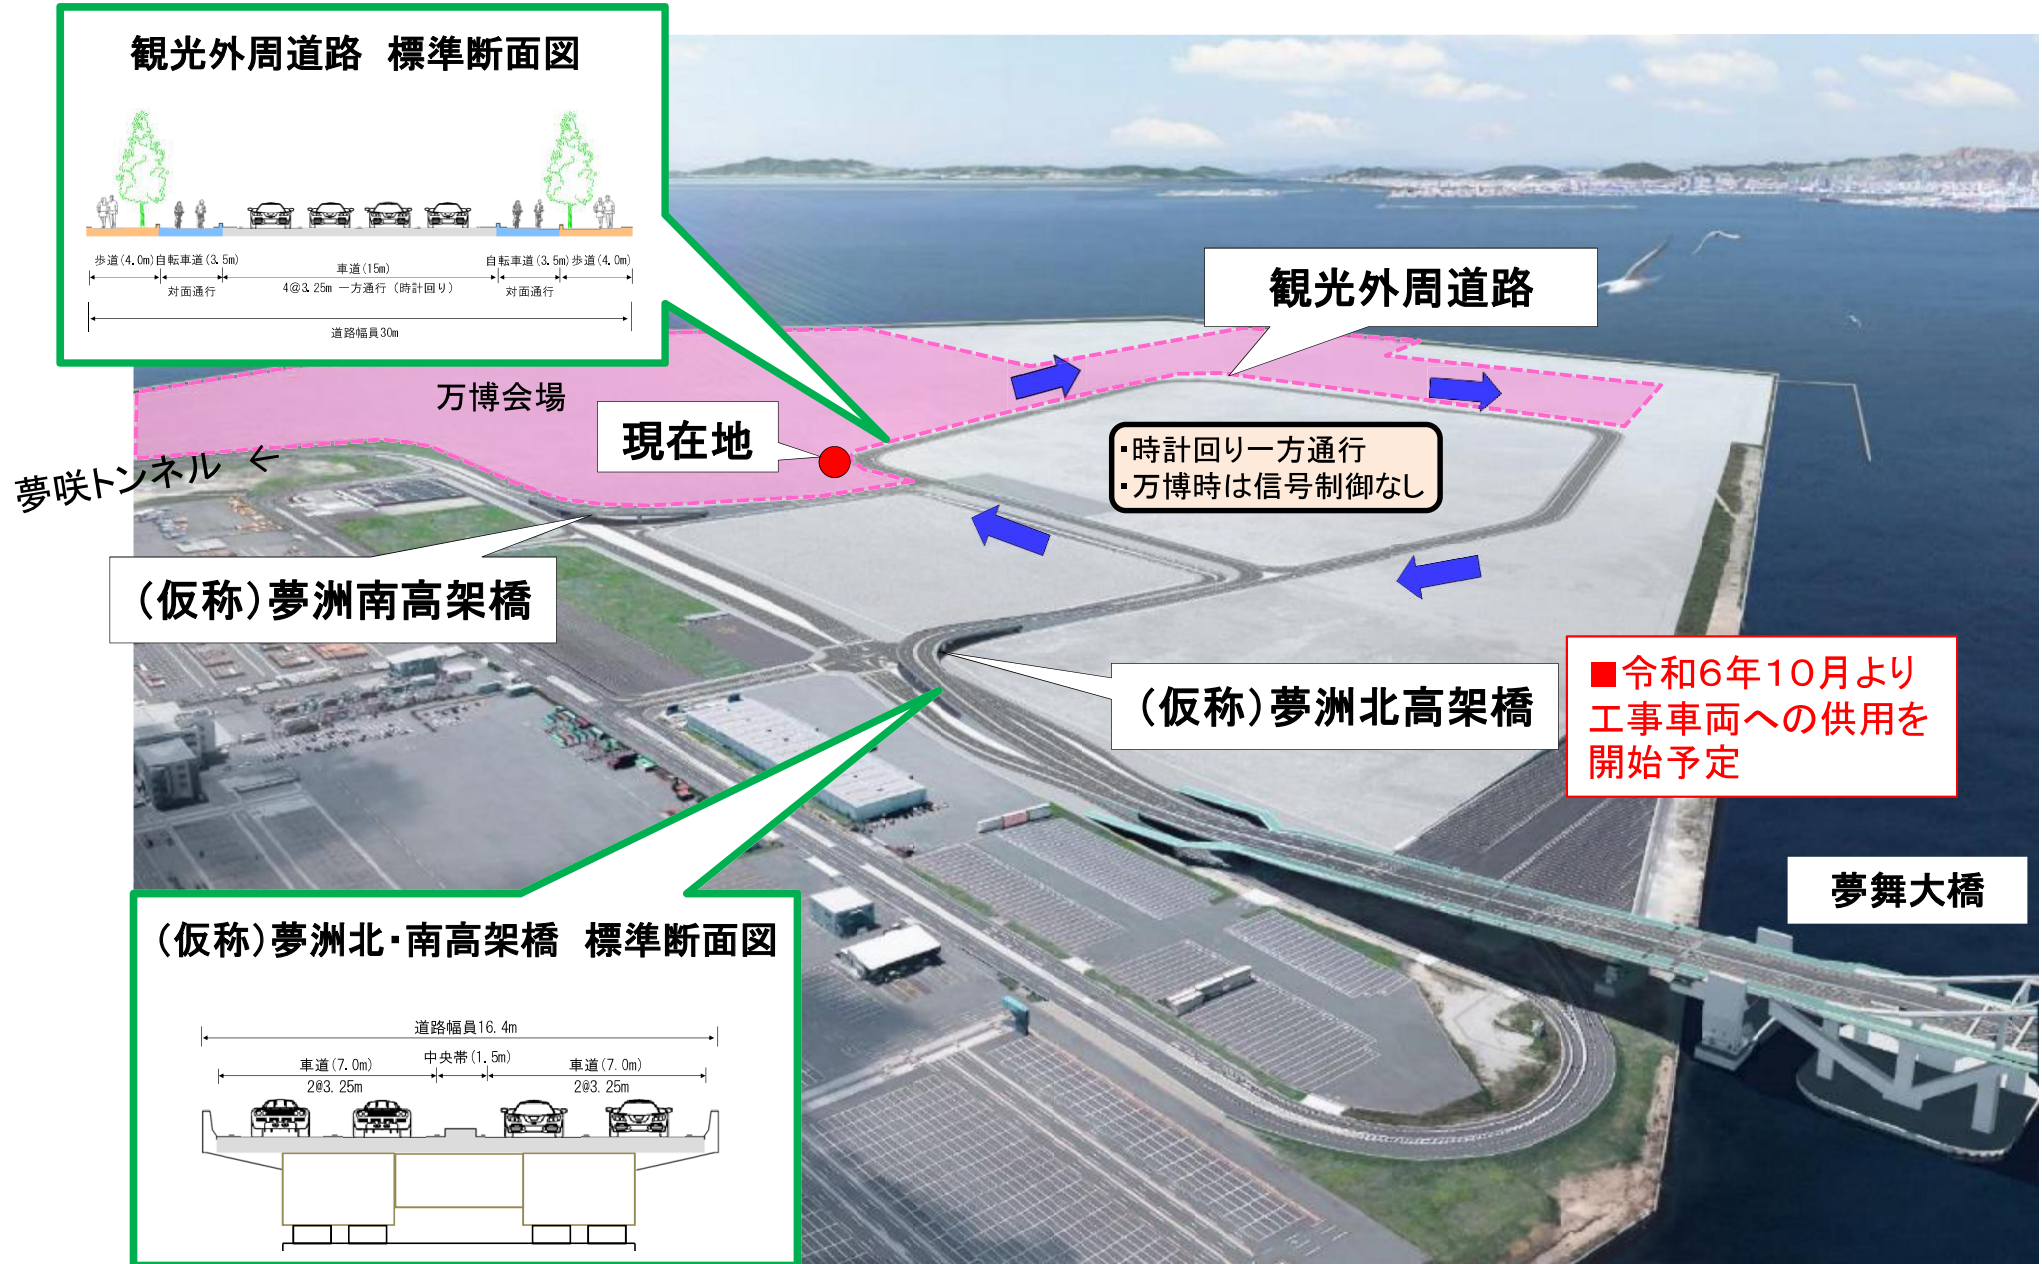 観光外周道路 標準断面図
歩道(4.0m)
自転車道(3.5m)
車道(15m)
自転車道(3.5m)
歩道(4.0m)
対面通行
4@3.25m 一方通行(時計回り)
対面通行
道路幅員30m
観光外周道路
万博会場
現在地
・時計回り一方通行
・万博時は信号制御なし
夢咲トンネル ←
(仮称)夢洲南高架橋
(仮称)夢洲北高架橋
■令和6年10月より
工事車両への供用を
開始予定
夢舞大橋
(仮称)夢洲北・南高架橋 標準断面図
道路幅員16.4m
車道(7.0m)
中央帯(1.5m)
車道(7.0m)
2@3.25m
2@3.25m